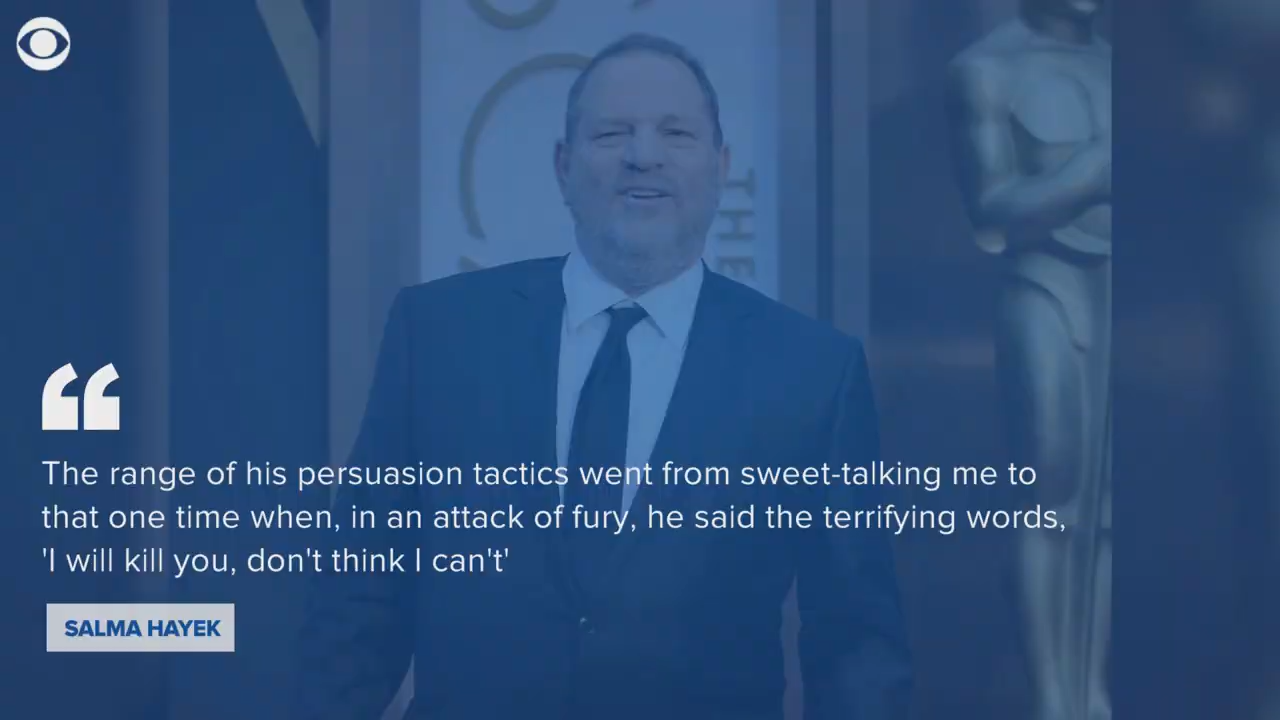 THE
The range of his persuasion tactics went from sweet-talking me to
that one time when, in an attack of fury, he said the terrifying words,
'I will kill you, don't think I can't'
SALMA HAYEK